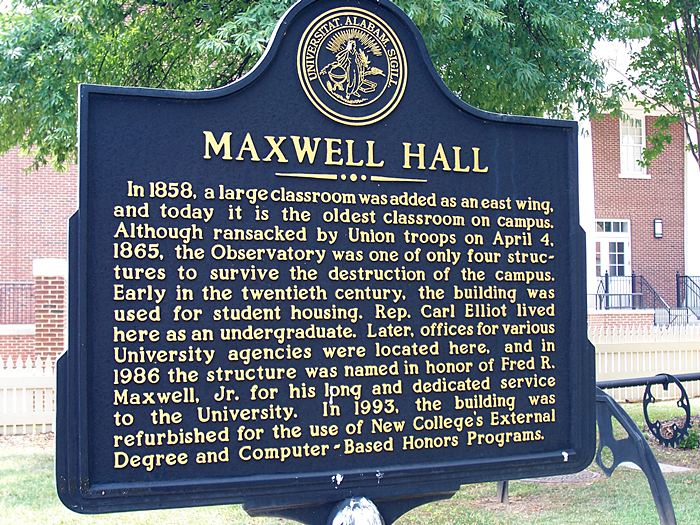 UNIVERSITAT. ALABAM. SIGILL.
MAXWELL HALL
In 1858, a large classroom was added as an east wing,
and today it is the oldest classroom on campus.
Although ransacked by Union troops on April 4,
1865, the Observatory was one of only four struc-
tures to survive the destruction of the campus.
Early in the twentieth century, the building was
used for student housing. Rep. Carl Elliot lived
here as an undergraduate. Later, offices for various
University agencies were located here, and in
1986 the structure was named in honor of Fred R.
Maxwell, Jr. for his long and dedicated service
to the University. In 1993, the building was
refurbished for the use of New College's External
Degree and Computer-Based Honors Programs.